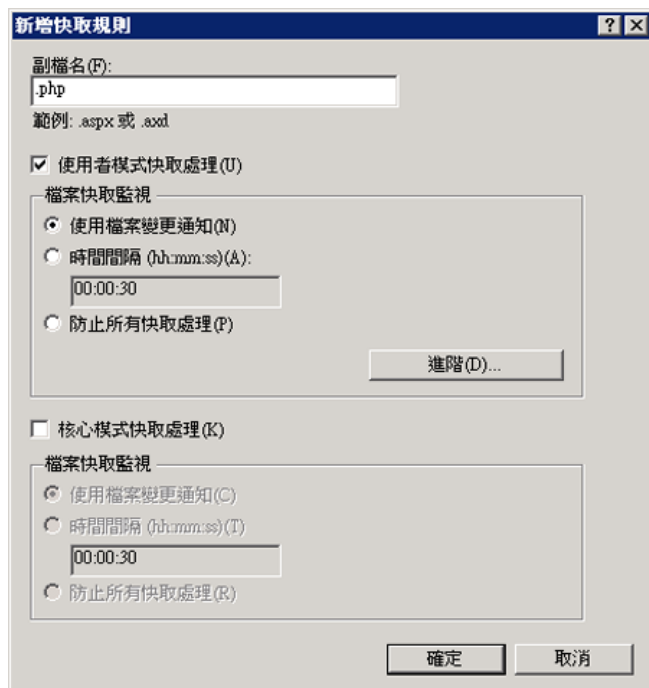 新增快取規則
副檔名(F):
.php
範例: .aspx 或 .axd
使用者模式快取處理(U)
檔案快取監視
使用檔案變更通知(N)
時間間隔 (hh:mm:ss)(A):
00:00:30
防止所有快取處理(P)
進階(D)...
核心模式快取處理(K)
檔案快取監視
使用檔案變更通知(C)
時間間隔 (hh:mm:ss)(T)
00:00:30
防止所有快取處理(R)
確定 取消